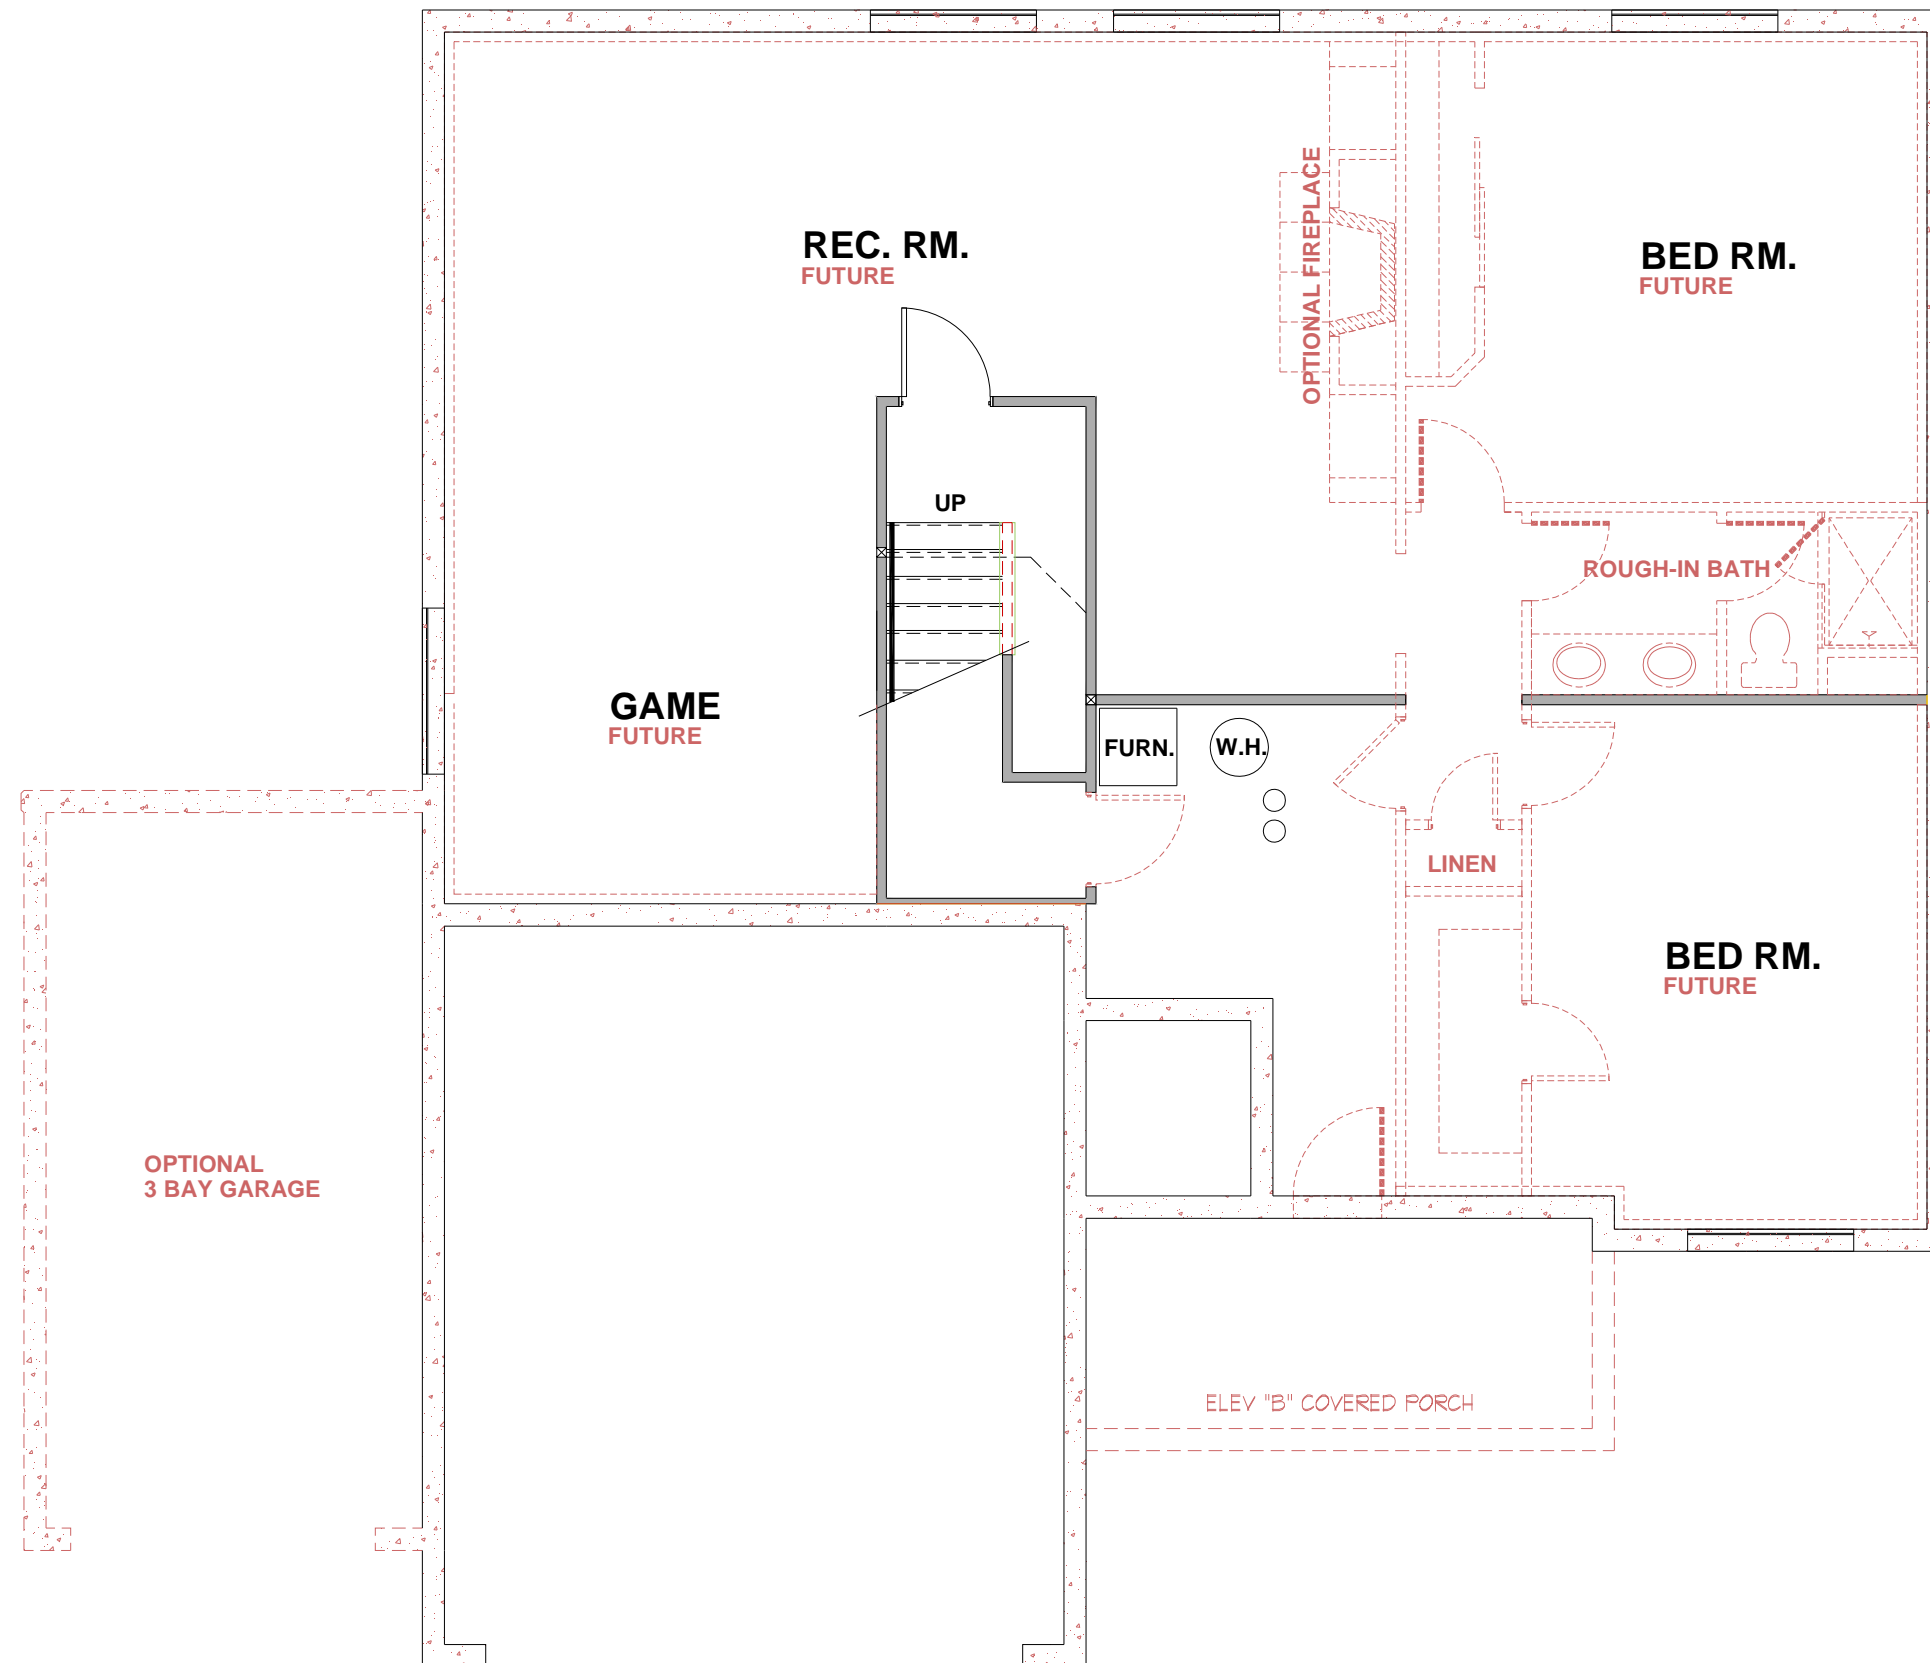 REC. RM.
FUTURE
OPTIONAL FIREPLACE
BED RM.
FUTURE
UP
ROUGH-IN BATH
GAME
FUTURE
FURN.
W.H.
LINEN
BED RM.
FUTURE
OPTIONAL
3 BAY GARAGE
ELEV "B" COVERED PORCH